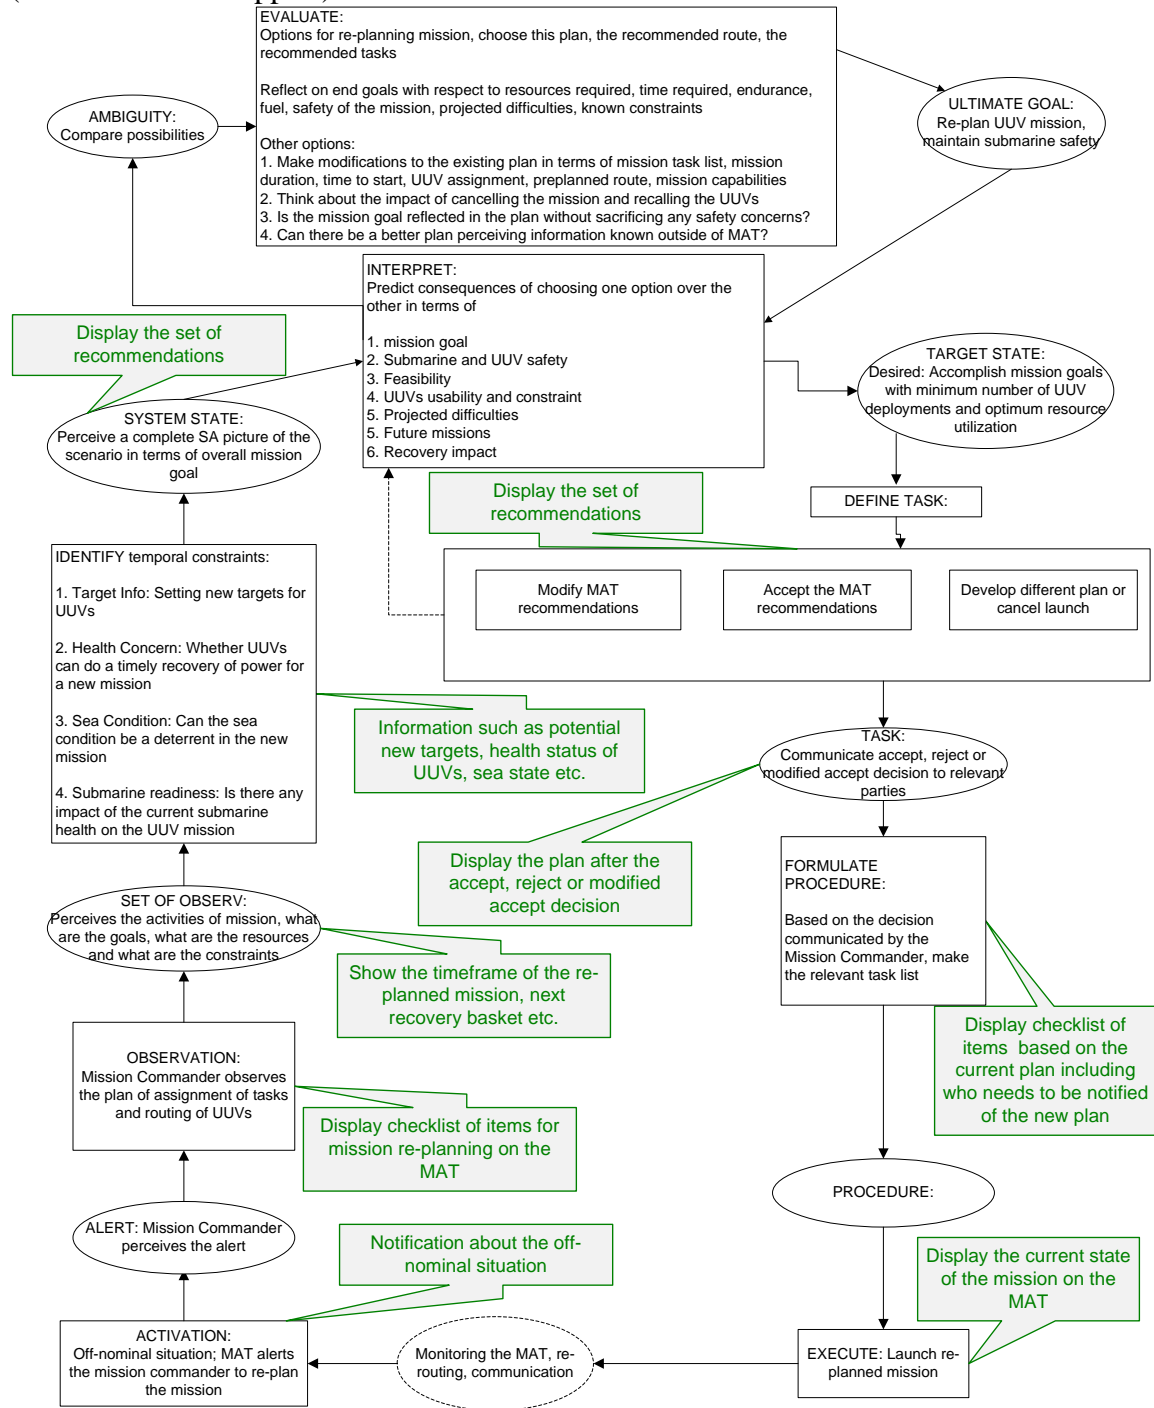 EVALUATE:
Options for re-planning mission, choose this plan, the recommended route, the
recommended tasks
Reflect on end goals with respect to resources required, time required, endurance,
fuel, safety of the mission, projected difficulties, known constraints
Other options:
1. Make modifications to the existing plan in terms of mission task list, mission
duration, time to start, UUV assignment, preplanned route, mission capabilities
2. Think about the impact of cancelling the mission and recalling the UUVs
3. Is the mission goal reflected in the plan without sacrificing any safety concerns?
4. Can there be a better plan perceiving information known outside of MAT?
AMBIGUITY:
Compare possibilities
ULTIMATE GOAL:
Re-plan UUV mission,
maintain submarine safety
INTERPRET:
Predict consequences of choosing one option over the
other in terms of
1. mission goal
2. Submarine and UUV safety
3. Feasibility
4. UUVs usability and constraint
5. Projected difficulties
5. Future missions
6. Recovery impact
Display the set of
recommendations
TARGET STATE:
Desired: Accomplish mission goals
with minimum number of UUV
deployments and optimum resource
utilization
SYSTEM STATE:
Perceive a complete SA picture of the
scenario in terms of overall mission
goal
Display the set of
recommendations
DEFINE TASK:
IDENTIFY temporal constraints:
1. Target Info: Setting new targets for
UUVs
2. Health Concern: Whether UUVs
can do a timely recovery of power for
a new mission
3. Sea Condition: Can the sea
condition be a deterrent in the new
mission
4. Submarine readiness: Is there any
impact of the current submarine
health on the UUV mission
Modify MAT
recommendations
Accept the MAT
recommendations
Develop different plan or
cancel launch
Information such as potential
new targets, health status of
UUVs, sea state etc.
TASK:
Communicate accept, reject or
modified accept decision to relevant
parties
Display the plan after the
accept, reject or modified
accept decision
FORMULATE
PROCEDURE:
Based on the decision
communicated by the
Mission Commander, make
the relevant task list
SET OF OBSERV:
Perceives the activities of mission, what
are the goals, what are the resources
and what are the constraints
Show the timeframe of the re-
planned mission, next
recovery basket etc.
Display checklist of
items based on the
current plan including
who needs to be notified
of the new plan
OBSERVATION:
Mission Commander observes
the plan of assignment of tasks
and routing of UUVs
Display checklist of items for
mission re-planning on the
MAT
PROCEDURE:
ALERT: Mission Commander
perceives the alert
Notification about the off-
nominal situation
Display the current state
of the mission on the
MAT
ACTIVATION:
Off-nominal situation; MAT alerts
the mission commander to re-plan
the mission
Monitoring the MAT, re-
routing, communication
EXECUTE: Launch re-
planned mission